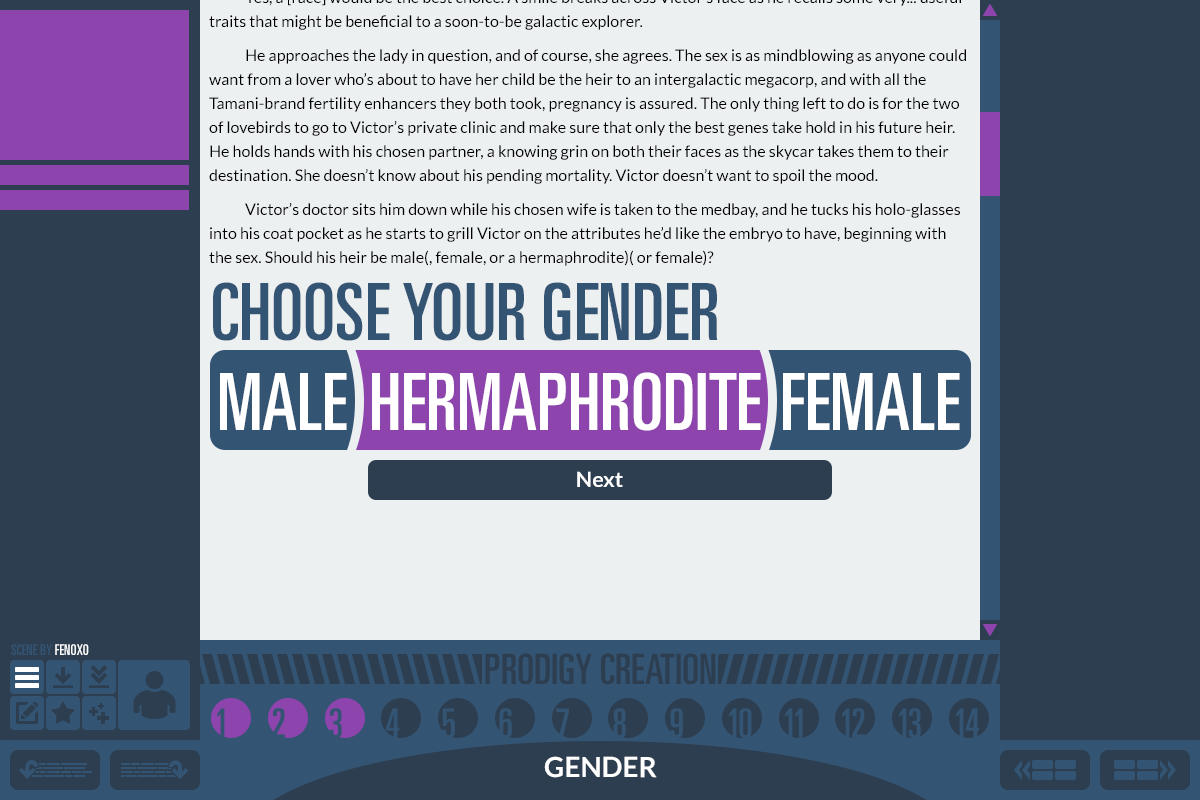 Yes, a [race] would be the best choice. A smile breaks across Victor's face as he recalls some very... useful
traits that might be beneficial to a soon-to-be galactic explorer.
He approaches the lady in question, and of course, she agrees. The sex is as mindblowing as anyone could
want from a lover who's about to have her child be the heir to an intergalactic megacorp, and with all the
Tamani-brand fertility enhancers they both took, pregnancy is assured. The only thing left to do is for the two
of lovebirds to go to Victor's private clinic and make sure that only the best genes take hold in his future heir.
He holds hands with his chosen partner, a knowing grin on both their faces as the skycar takes them to their
destination. She doesn't know about his pending mortality. Victor doesn't want to spoil the mood.
Victor's doctor sits him down while his chosen wife is taken to the medbay, and he tucks his holo-glasses
into his coat pocket as he starts to grill Victor on the attributes he'd like the embryo to have, beginning with
the sex. Should his heir be male(, female, or a hermaphrodite)( or female)?
CHOOSE YOUR GENDER
MALE HERMAPHRODITE FEMALE
Next
SCENE BY FENOXO
PRODIGY CREATION
1 2 3 4 5 6 7 8 9 10 11 12 13 14
GENDER